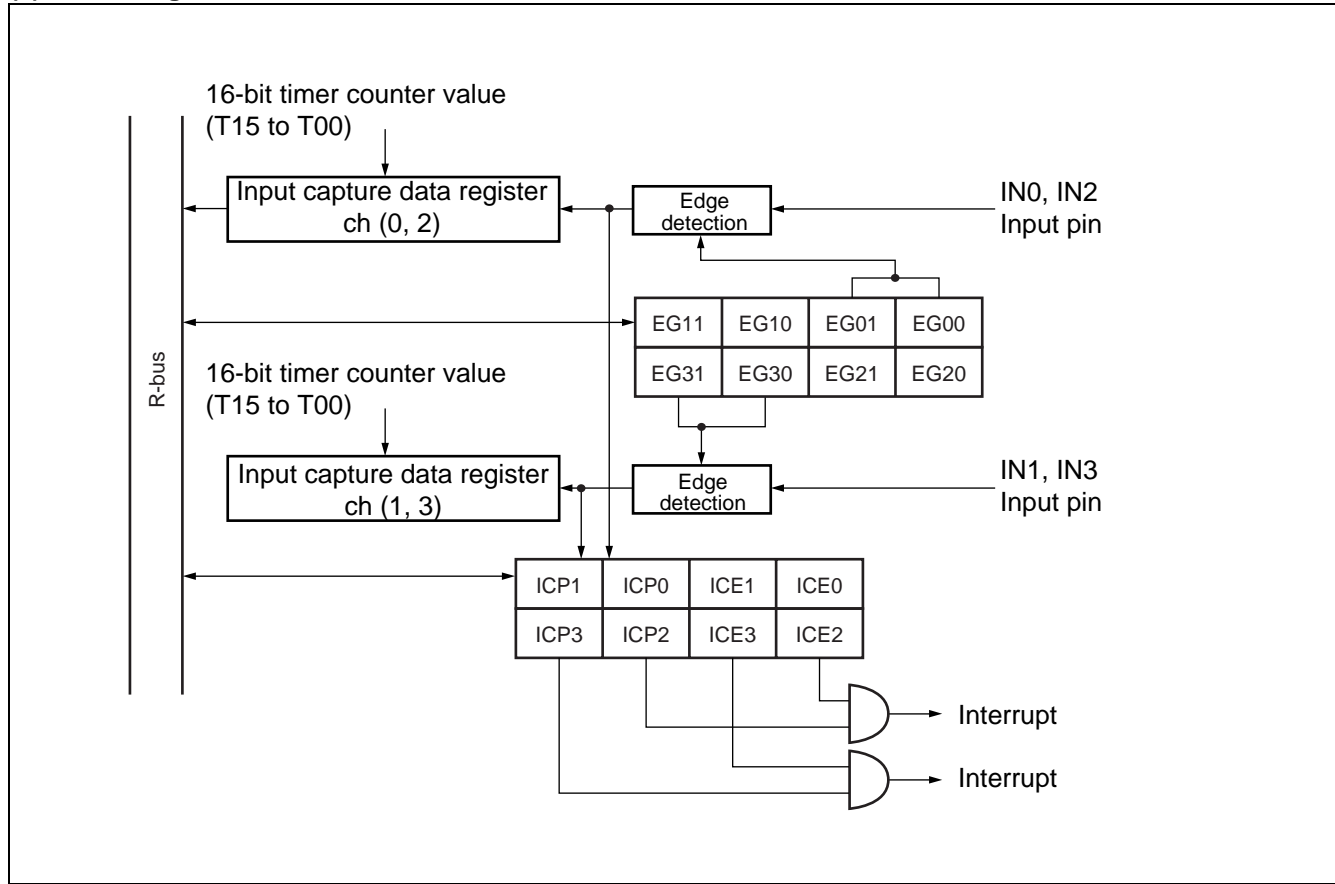 16-bit timer counter value
(T15 to T00)
Input capture data register
ch (0, 2)
Edge
detection
IN0, IN2
Input pin
EG11 EG10 EG01 EG00
EG31 EG30 EG21 EG20
R-bus
16-bit timer counter value
(T15 to T00)
Input capture data register
ch (1, 3)
Edge
detection
IN1, IN3
Input pin
ICP1 ICP0 ICE1 ICE0
ICP3 ICP2 ICE3 ICE2
Interrupt
Interrupt